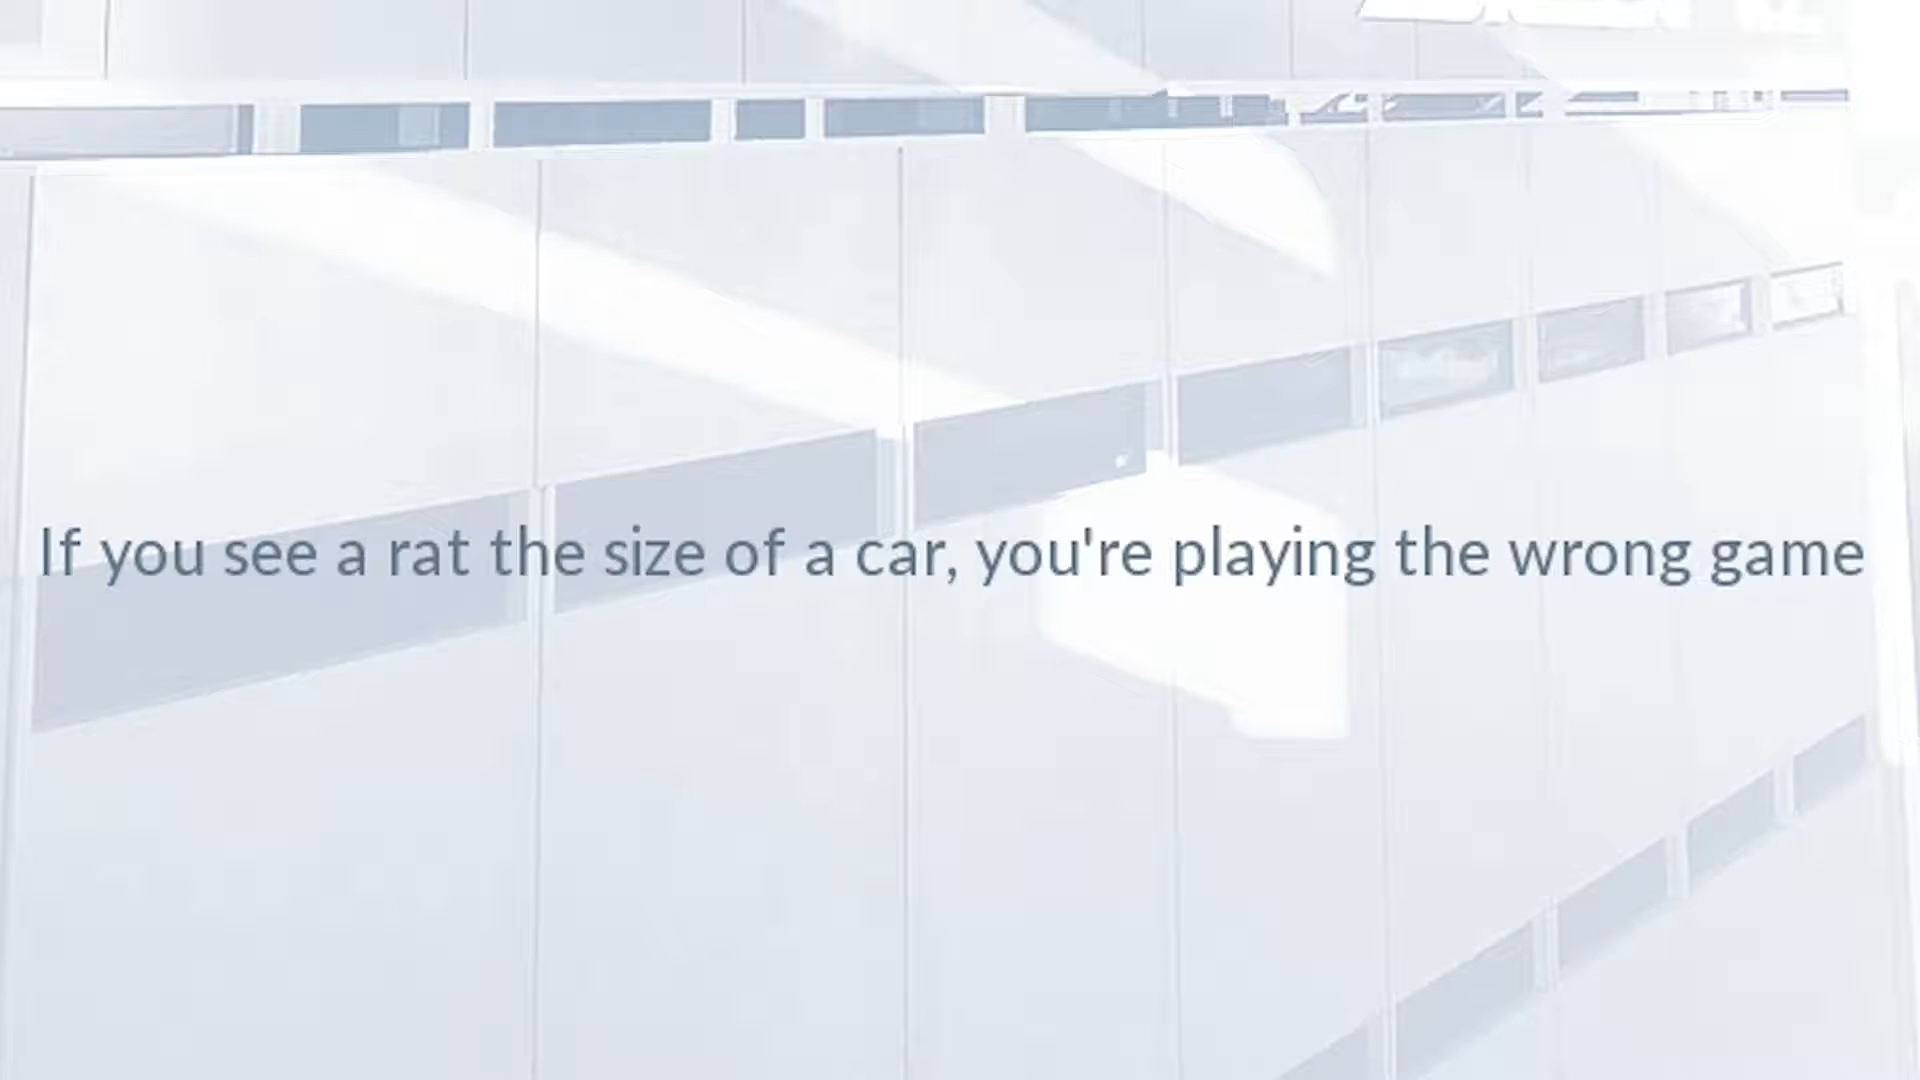 If you see a rat the size of a car, you're playing the wrong game